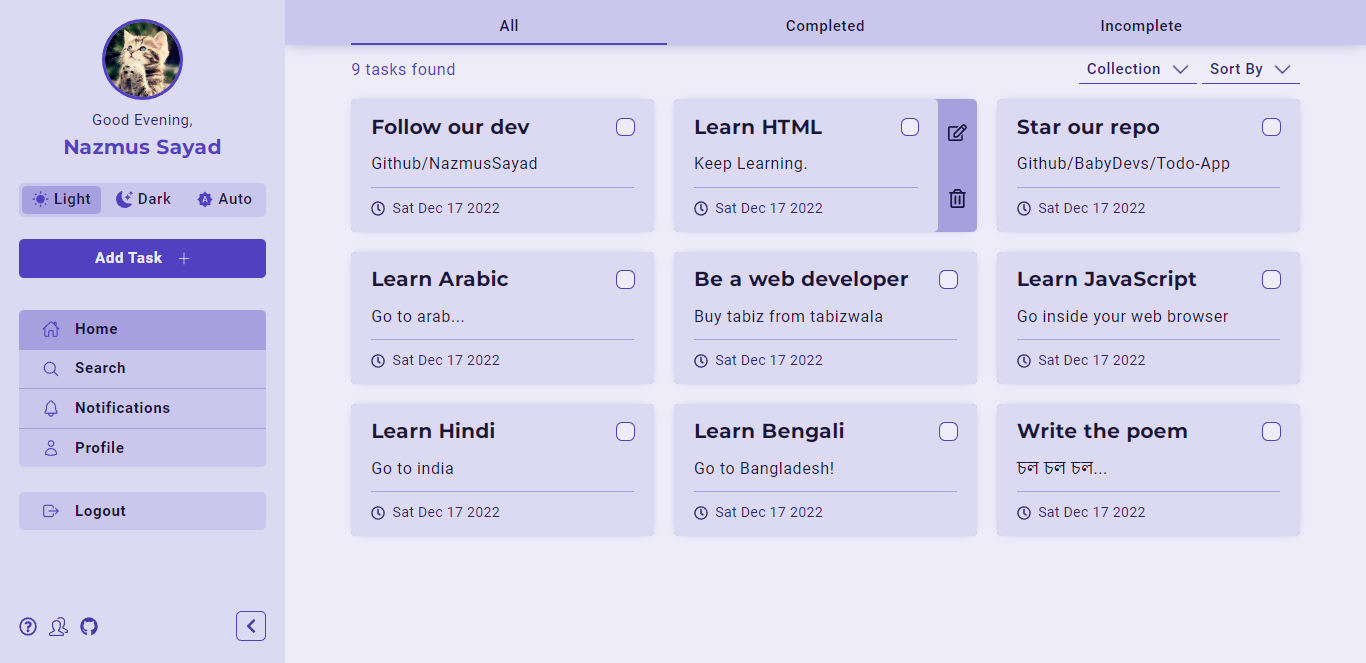 Good Evening,
Nazmus Sayad
Light Dark Auto
Add Task
Home
Search
Notifications
Profile
Logout
All Completed Incomplete
9 tasks found
Collection Sort By
Follow our dev
Github/NazmusSayad
Sat Dec 17 2022
Learn HTML
Keep Learning.
Sat Dec 17 2022
Star our repo
Github/BabyDevs/Todo-App
Sat Dec 17 2022
Learn Arabic
Go to arab...
Sat Dec 17 2022
Be a web developer
Buy tabiz from tabizwala
Sat Dec 17 2022
Learn JavaScript
Go inside your web browser
Sat Dec 17 2022
Learn Hindi
Go to india
Sat Dec 17 2022
Learn Bengali
Go to Bangladesh!
Sat Dec 17 2022
Write the poem
চল চল চল...
Sat Dec 17 2022